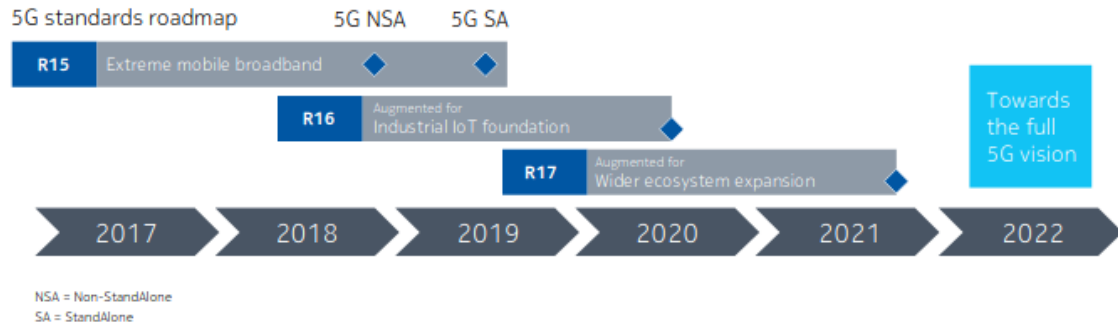 5G standards roadmap 5G NSA 5G SA
R15 Extreme mobile broadband
R16 Augmented for
Industrial IoT foundation
R17 Augmented for
Wider ecosystem expansion
Towards
the full
5G vision
2017 2018 2019 2020 2021 2022
NSA = Non-StandAlone
SA = StandAlone